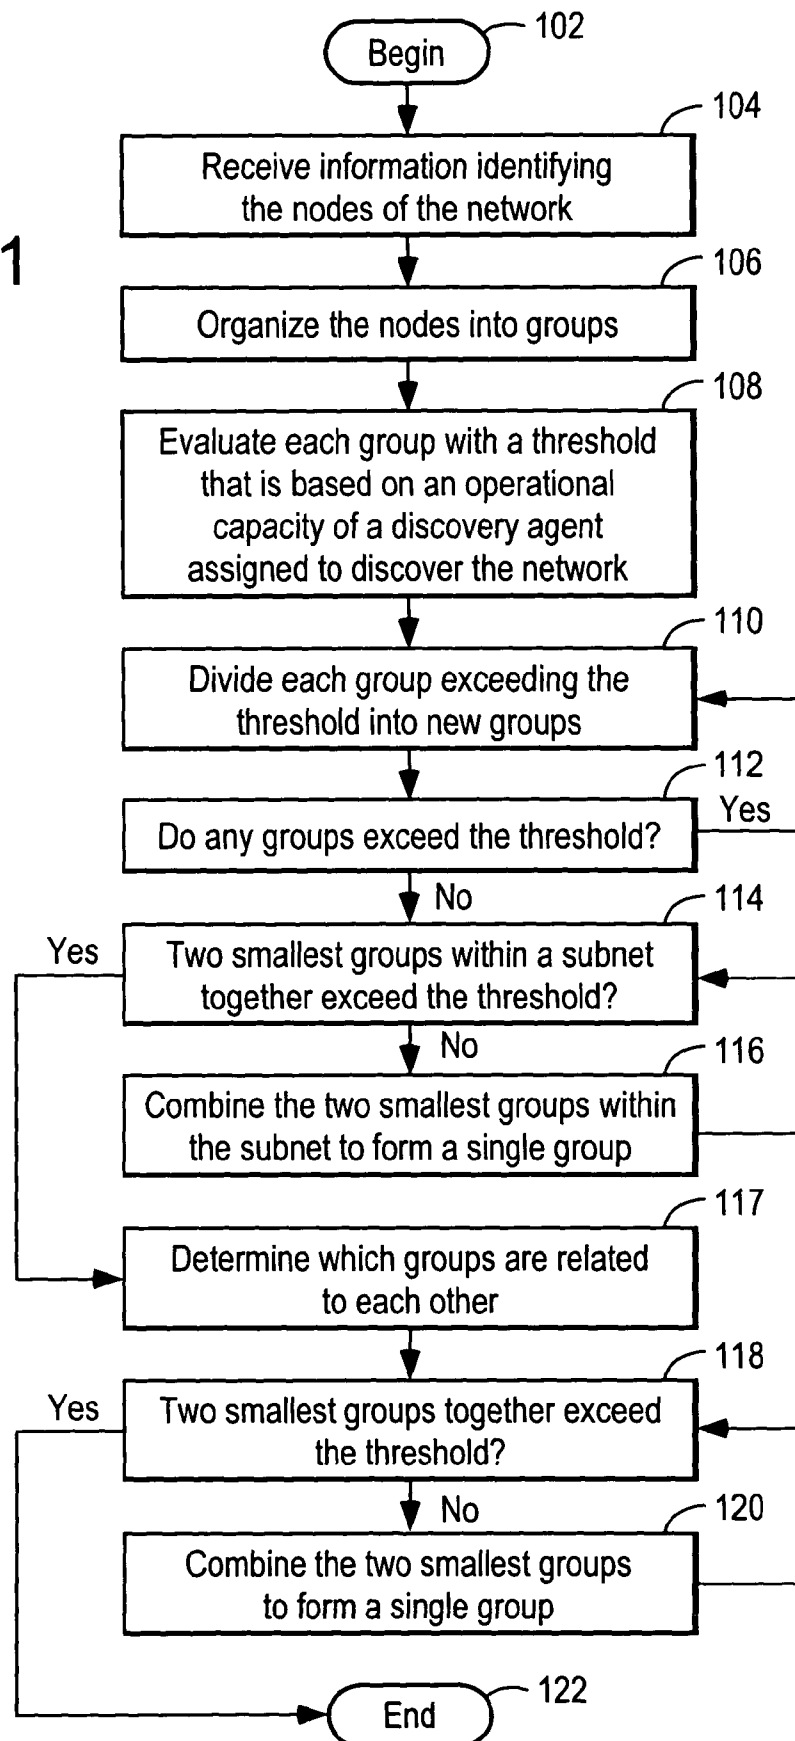 Begin
102
104
Receive information identifying
the nodes of the network
1
106
Organize the nodes into groups
108
Evaluate each group with a threshold
that is based on an operational
capacity of a discovery agent
assigned to discover the network
110
Divide each group exceeding the
threshold into new groups
112
Do any groups exceed the threshold?
Yes
No
114
Yes
Two smallest groups within a subnet
together exceed the threshold?
No
116
Combine the two smallest groups within
the subnet to form a single group
117
Determine which groups are related
to each other
118
Yes
Two smallest groups together exceed
the threshold?
No
120
Combine the two smallest groups
to form a single group
122
End